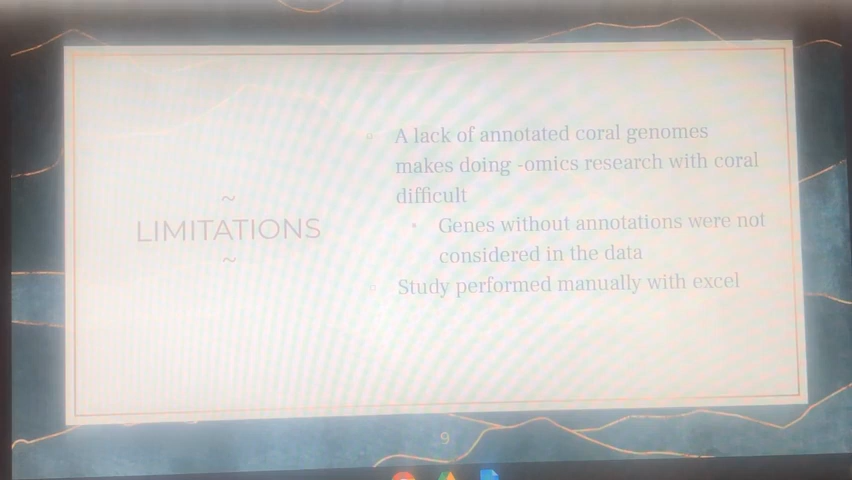 ~
LIMITATIONS
~
A lack of annotated coral genomes
makes doing -omics research with coral
difficult
Genes without annotations were not
considered in the data
Study performed manually with excel
9